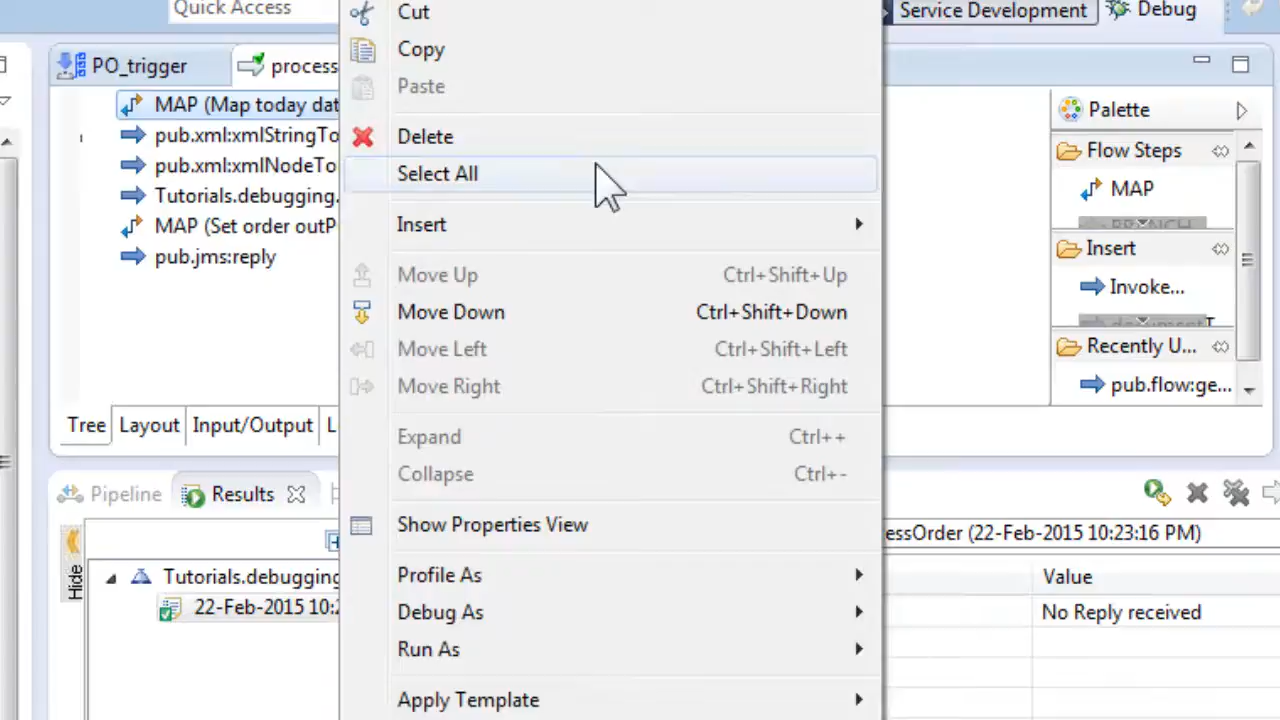 Quick Access
Service Development
Debug
PO_trigger
process
MAP (Map today dat
pub.xml:xmlStringTo
pub.xml:xmlNodeTo
Tutorials.debugging.
MAP (Set order outP
pub.jms:reply
Tree
Layout
Input/Output
L
Cut
Copy
Paste
Delete
Select All
Insert
Move Up Ctrl+Shift+Up
Move Down Ctrl+Shift+Down
Move Left Ctrl+Shift+Left
Move Right Ctrl+Shift+Right
Expand Ctrl++
Collapse Ctrl+-
Show Properties View
Profile As
Debug As
Run As
Apply Template
Palette
Flow Steps
MAP
BRANCH
Insert
Invoke...
Recently U...
pub.flow:ge...
Pipeline
Results
Hide
Tutorials.debugging
22-Feb-2015 10:2
essOrder (22-Feb-2015 10:23:16 PM)
Value
No Reply received